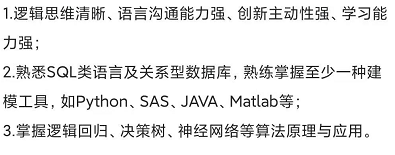 1.逻辑思维清晰、语言沟通能力强、创新主动性强、学习能
力强；
2.熟悉SQL类语言及关系型数据库，熟练掌握至少一种建
模工具，如Python、SAS、JAVA、Matlab等；
3.掌握逻辑回归、决策树、神经网络等算法原理与应用。